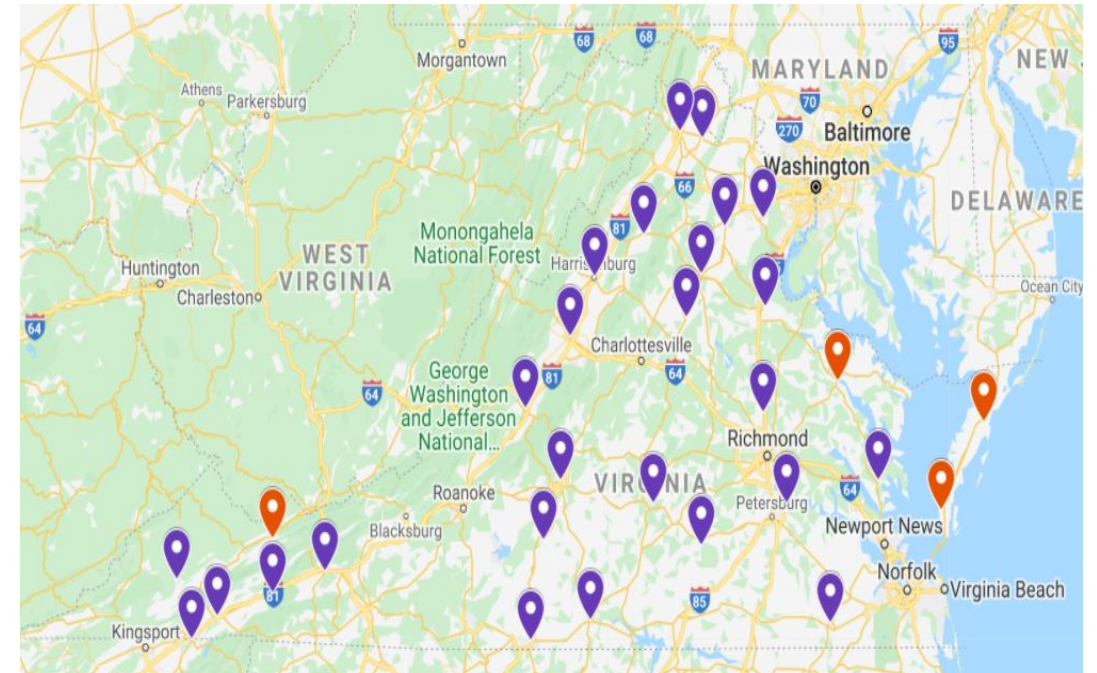 68
68
95
Morgantown
MARYLAND
NEW
Athens
Parkersburg
70
270
Baltimore
Washington
66
DELAWARE
81
Monongahela
National Forest
WEST
VIRGINIA
Huntington
Charleston
Ocean City
64
Charlottesville
George
Washington
and Jefferson
National...
81
64
64
Richmond
Roanoke
64
Petersburg
Blacksburg
Newport News
Norfolk
Virginia Beach
81
85
Kingsport